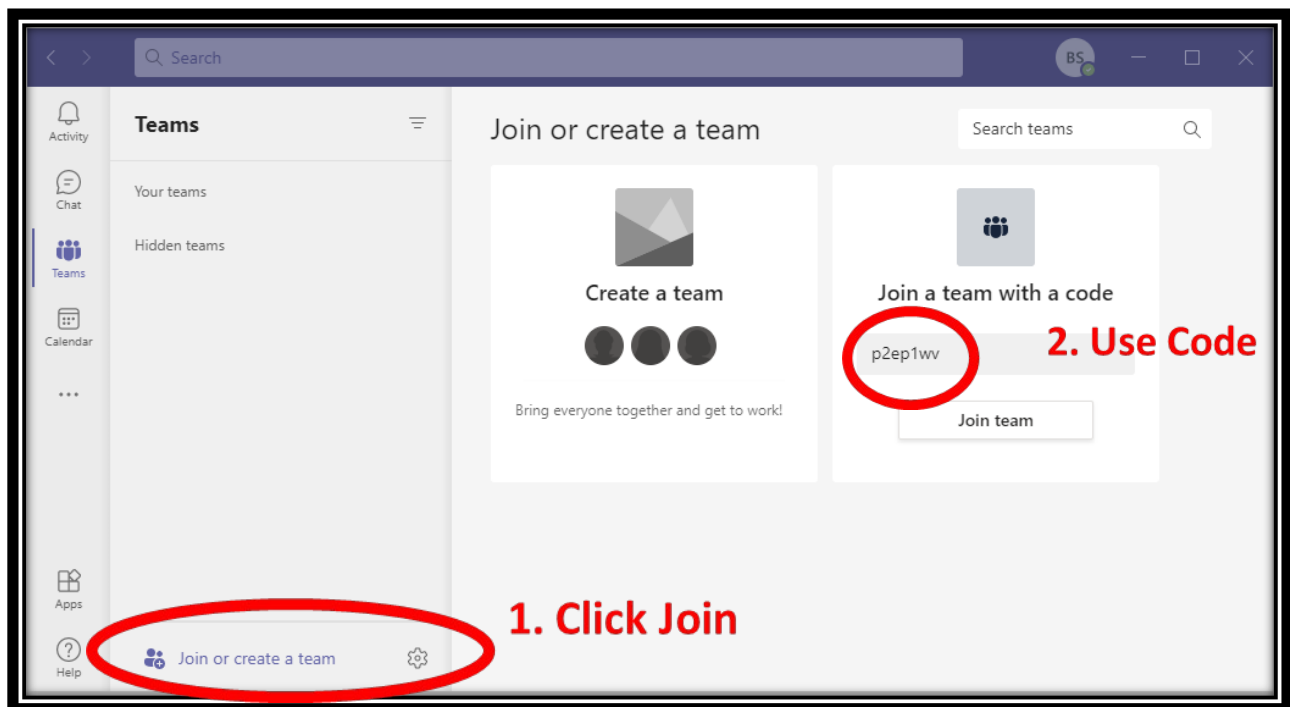 Search
BS
Activity
Chat
Teams
Calendar
Apps
Help
Teams
Your teams
Hidden teams
Join or create a team
Join or create a team
Search teams
Create a team
Bring everyone together and get to work!
Join a team with a code
p2ep1wv
Join team
2. Use Code
1. Click Join